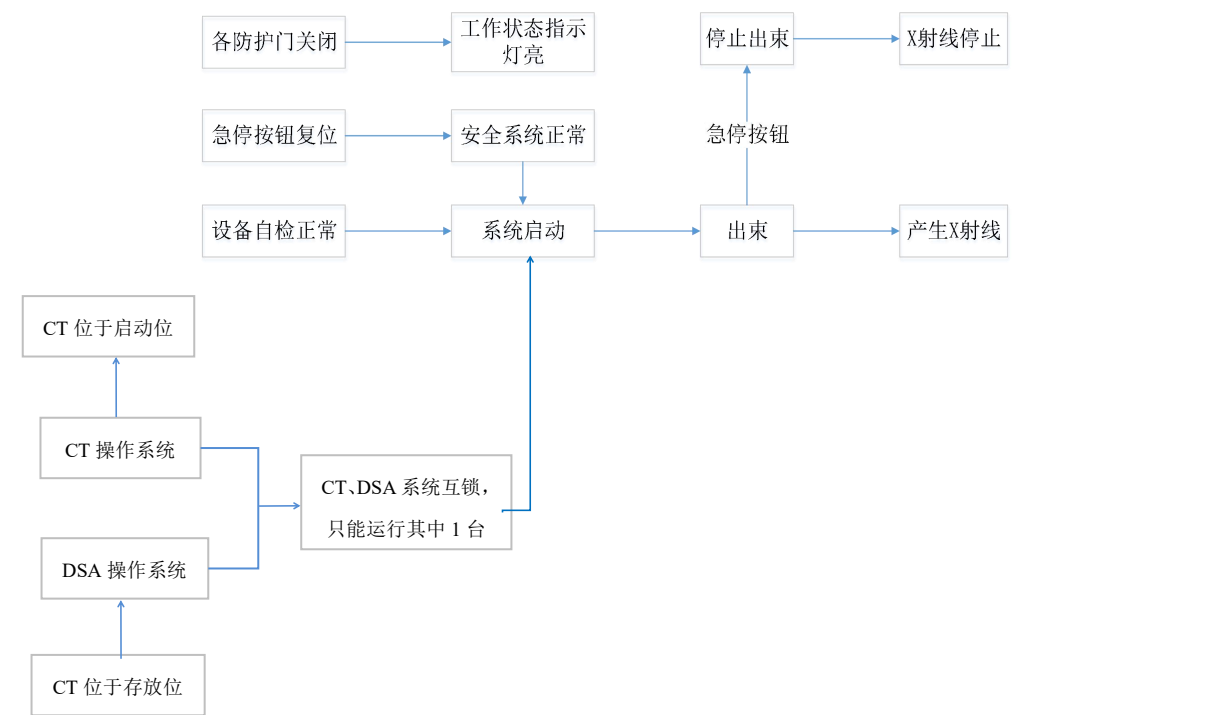 各防护门关闭
工作状态指示
灯亮
停止出束
X射线停止
急停按钮复位
安全系统正常
急停按钮
设备自检正常
系统启动
出束
产生X射线
CT 位于启动位
CT 操作系统
CT、DSA 系统互锁，
只能运行其中 1 台
DSA 操作系统
CT 位于存放位